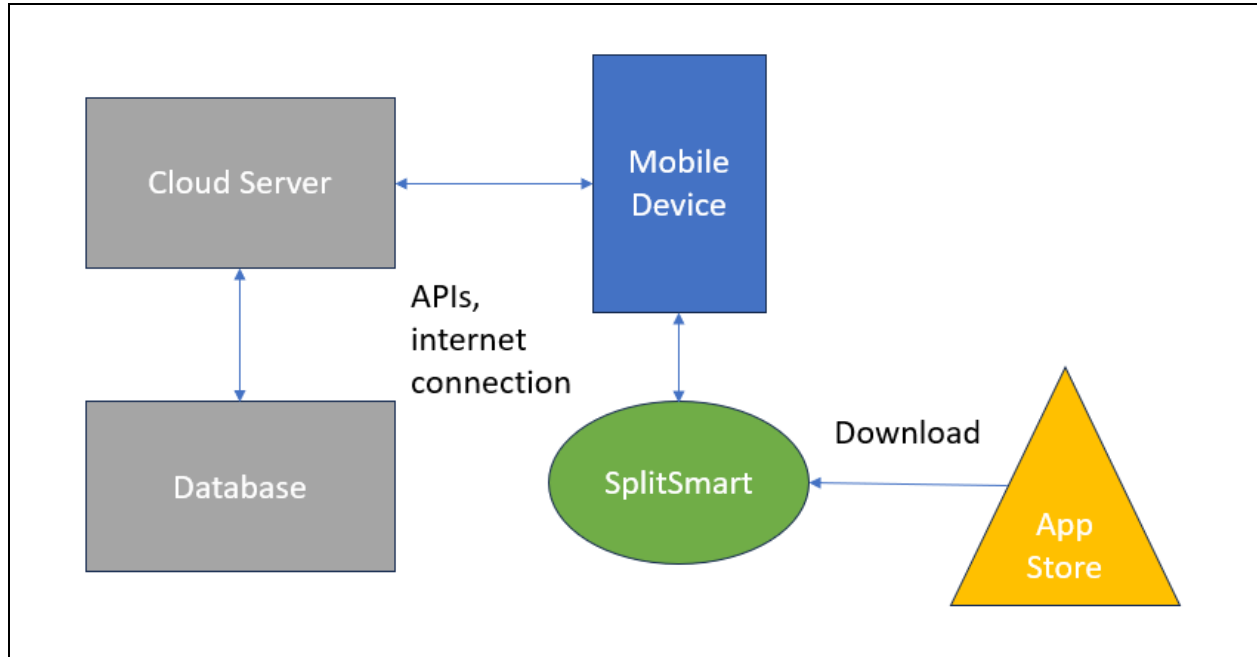 Cloud Server
Mobile
Device
APIs,
internet
connection
Database
SplitSmart
Download
App
Store